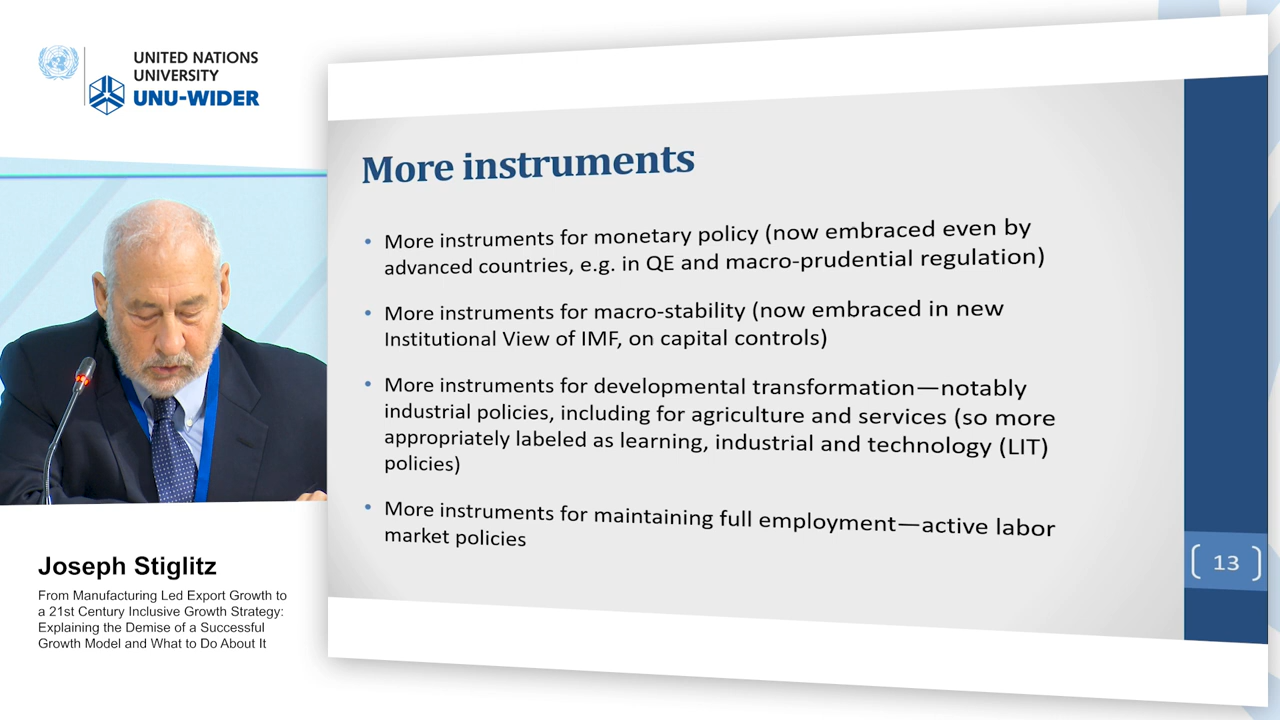 UNITED NATIONS
UNIVERSITY
UNU-WIDER
More instruments
• More instruments for monetary policy (now embraced even by
advanced countries, e.g. in QE and macro-prudential regulation)
• More instruments for macro-stability (now embraced in new
Institutional View of IMF, on capital controls)
• More instruments for developmental transformation—notably
industrial policies, including for agriculture and services (so more
appropriately labeled as learning, industrial and technology (LIT)
policies)
• More instruments for maintaining full employment—active labor
market policies
13
Joseph Stiglitz
From Manufacturing Led Export Growth to
a 21st Century Inclusive Growth Strategy:
Explaining the Demise of a Successful
Growth Model and What to Do About It